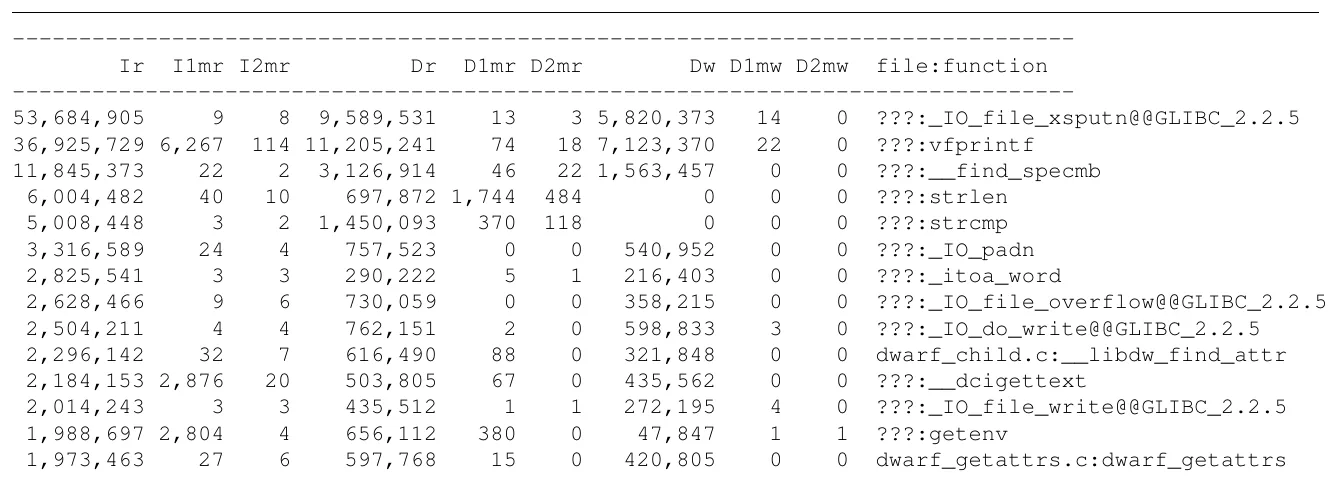 --------------------------------------------------------------------------------
        Ir  I1mr I2mr         Dr  D1mr D2mr        Dw D1mw D2mw  file:function
--------------------------------------------------------------------------------
53,684,905     9    8  9,589,531    13    3 5,820,373   14    0  ???:_IO_file_xsputn@@GLIBC_2.2.5
36,925,729 6,267  114 11,205,241    74   18 7,123,370   22    0  ???:vfprintf
11,845,373    22    2  3,126,914    46   22 1,563,457    0    0  ???:__find_specmb
 6,004,482    40   10    697,872 1,744  484         0    0    0  ???:strlen
 5,008,448     3    2  1,450,093   370  118         0    0    0  ???:strcmp
 3,316,589    24    4    757,523     0    0   540,952    0    0  ???:_IO_padn
 2,825,541     3    3    290,222     5    1   216,403    0    0  ???:_itoa_word
 2,628,466     9    6    730,059     0    0   358,215    0    0  ???:_IO_file_overflow@@GLIBC_2.2.5
 2,504,211     4    4    762,151     2    0   598,833    3    0  ???:_IO_do_write@@GLIBC_2.2.5
 2,296,142    32    7    616,490    88    0   321,848    0    0  dwarf_child.c:__libdw_find_attr
 2,184,153 2,876   20    503,805    67    0   435,562    0    0  ???:__dcigettext
 2,014,243     3    3    435,512     1    1   272,195    4    0  ???:_IO_file_write@@GLIBC_2.2.5
 1,988,697 2,804    4    656,112   380    0    47,847    1    1  ???:getenv
 1,973,463    27    6    597,768    15    0   420,805    0    0  dwarf_getattrs.c:dwarf_getattrs